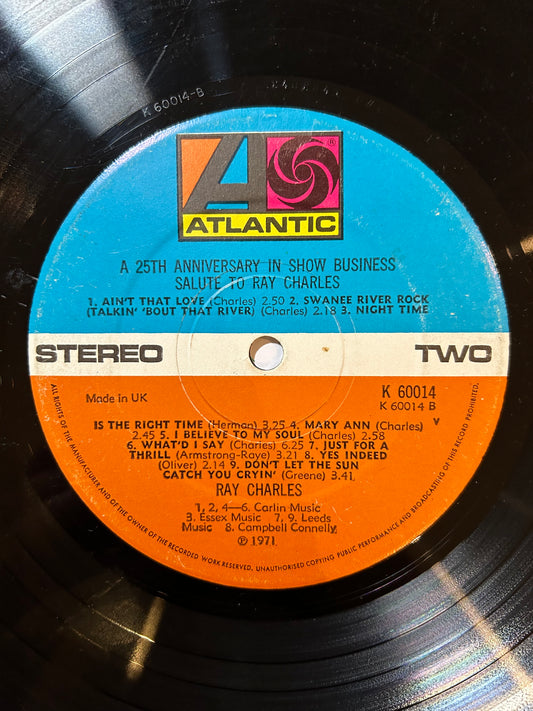 K 60014-B
®
ATLANTIC
A 25TH ANNIVERSARY IN SHOW BUSINESS
SALUTE TO RAY CHARLES
1. AIN'T THAT LOVE (Charles) 2.50 2. SWANEE RIVER ROCK
(TALKIN' 'BOUT THAT RIVER) (Charles) 2.18 3. NIGHT TIME
STEREO
TWO
Made in UK
K 60014
K 60014 B
IS THE RIGHT TIME (Herman) 3.25 4. MARY ANN (Charles)
2.45 5. I BELIEVE TO MY SOUL (Charles) 2.58
6. WHAT'D I SAY (Charles) 6.25 7. JUST FOR A
THRILL (Armstrong-Raye) 3.21 8. YES INDEED
(Oliver) 2.14 9. DON'T LET THE SUN
CATCH YOU CRYIN' (Greene) 3.41
RAY CHARLES
1, 2, 4—6. Carlin Music
3. Essex Music 7, 9. Leeds
Music 8. Campbell Connelly
℗ 1971
ALL RIGHTS OF THE MANUFACTURER AND OF THE OWNER OF THE RECORDED WORK RESERVED. UNAUTHORISED COPYING PUBLIC PERFORMANCE AND BROADCASTING OF THIS RECORD PROHIBITED.